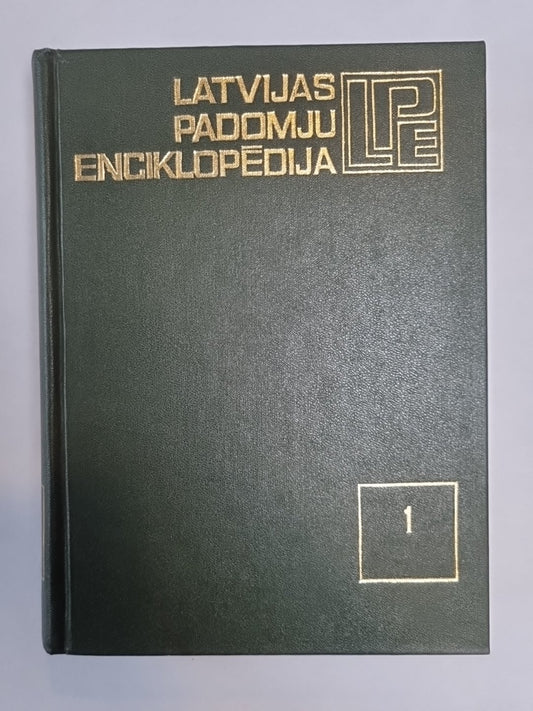 LATVIJAS
PADOMJU
ENCIKLOPĒDIJA
LPE
1